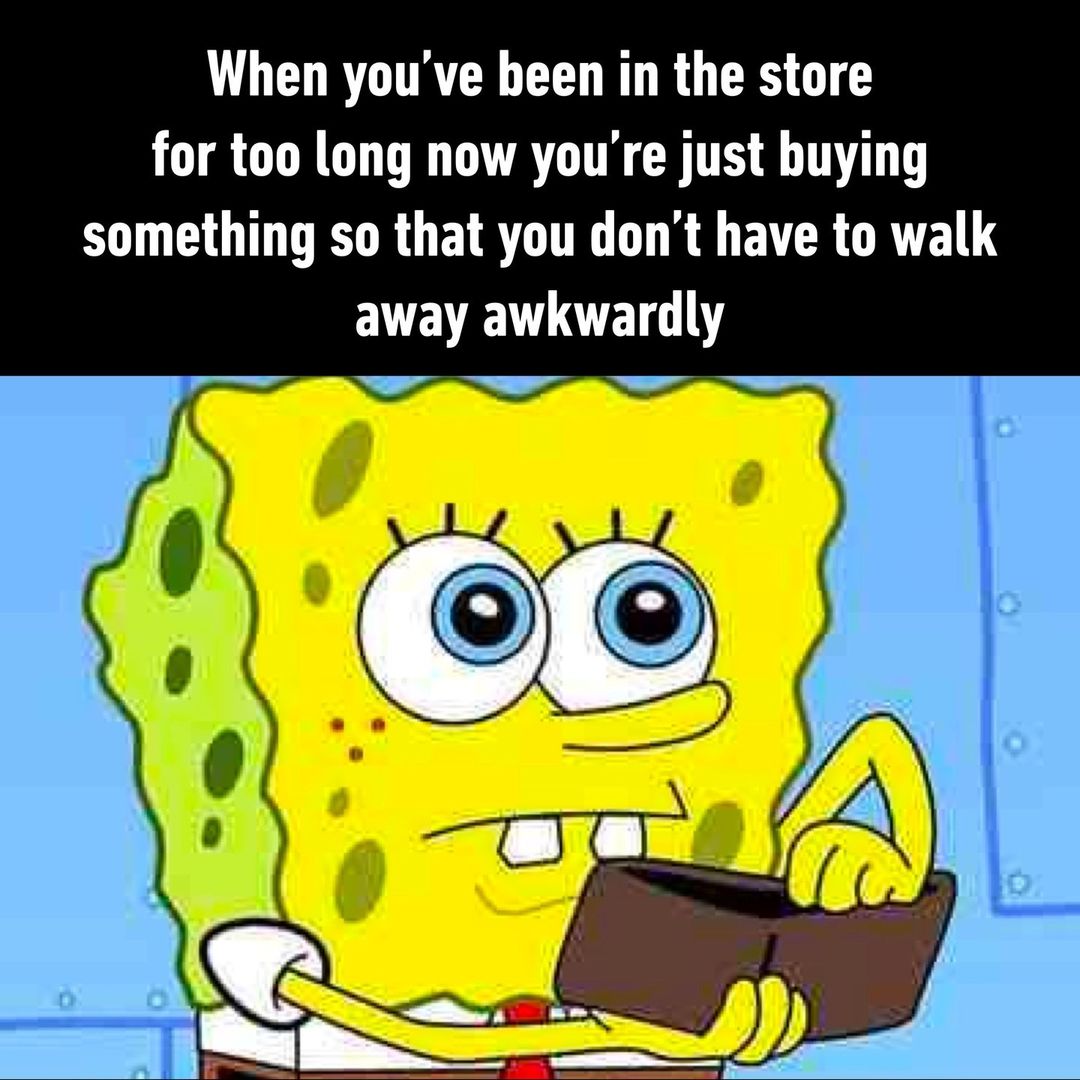 When you’ve been in the store
for too long now you’re just buying
something so that you don’t have to walk
away awkwardly